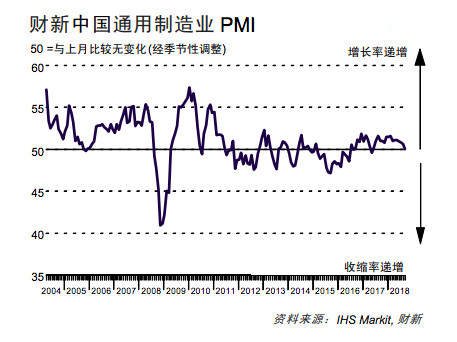 财新中国通用制造业 PMI
50 =与上月比较无变化(经季节性调整)
增长率递增
60
55
50
45
40
35
收缩率递增
2004 2005 2006 2007 2008 2009 2010 2011 2012 2013 2014 2015 2016 2017 2018
资料来源：IHS Markit, 财新